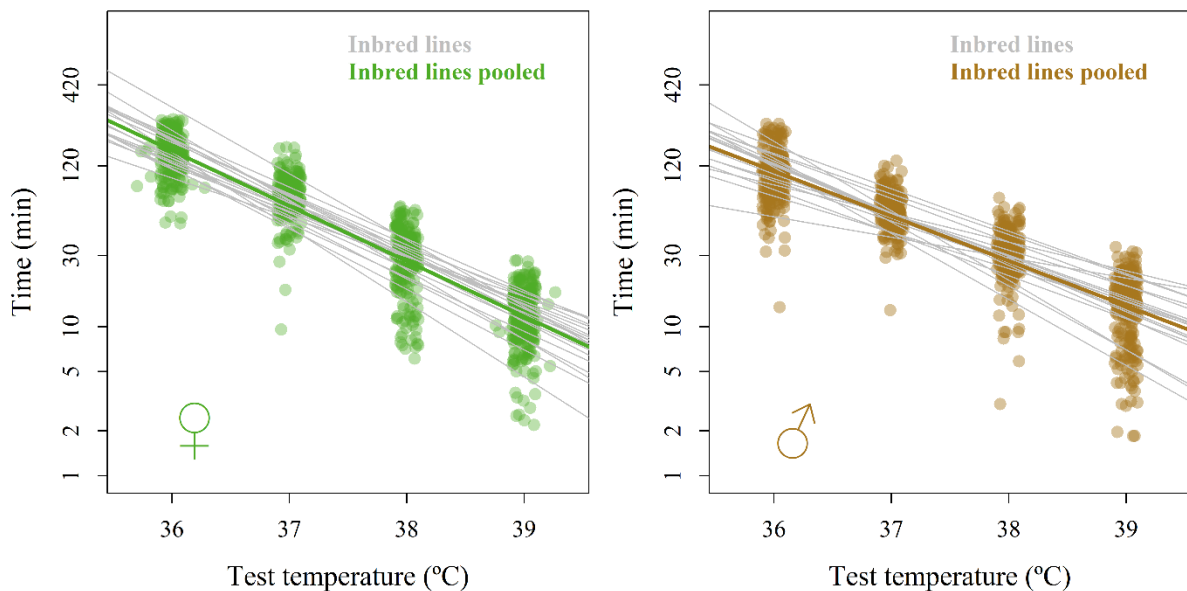 Inbred lines
Inbred lines pooled
Time (min)
420
120
30
10
5
2
1
36 37 38 39
Test temperature (ºC)
Inbred lines
Inbred lines pooled
Time (min)
420
120
30
10
5
2
1
36 37 38 39
Test temperature (ºC)